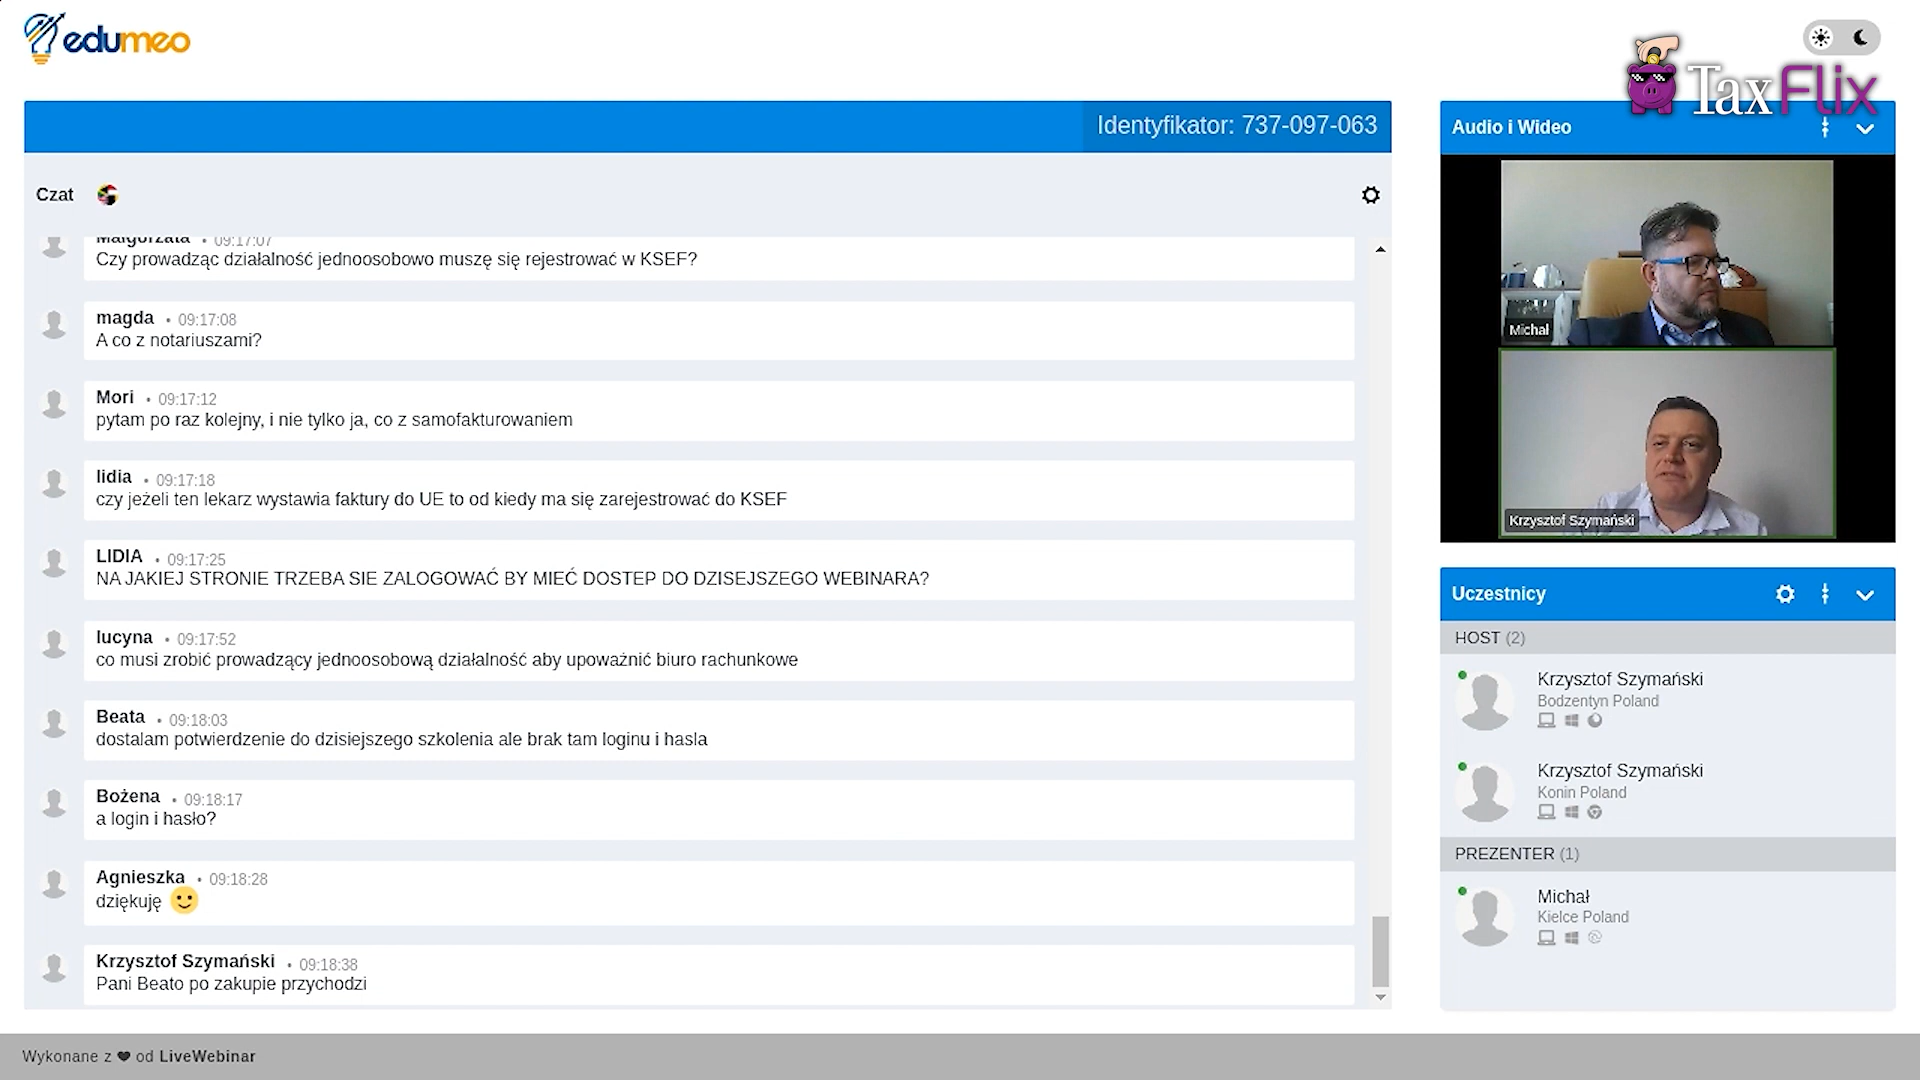 edumeo
TaxFlix
Identyfikator: 737-097-063
Czat
Małgorzata • 09:17:07
Czy prowadząc działalność jednoosobowo muszę się rejestrować w KSEF?
magda • 09:17:08
A co z notariuszami?
Mori • 09:17:12
pytam po raz kolejny, i nie tylko ja, co z samofakturowaniem
lidia • 09:17:18
czy jeżeli ten lekarz wystawia faktury do UE to od kiedy ma się zarejestrować do KSEF
LIDIA • 09:17:25
NA JAKIEJ STRONIE TRZEBA SIE ZALOGOWAĆ BY MIEĆ DOSTEP DO DZISEJSZEGO WEBINARA?
lucyna • 09:17:52
co musi zrobić prowadzący jednoosobową działalność aby upoważnić biuro rachunkowe
Beata • 09:18:03
dostalam potwierdzenie do dzisiejszego szkolenia ale brak tam loginu i hasla
Bożena • 09:18:17
a login i hasło?
Agnieszka • 09:18:28
dziękuję 🙂
Krzysztof Szymański • 09:18:38
Pani Beato po zakupie przychodzi
Audio i Wideo
Michał
Krzysztof Szymański
Uczestnicy
HOST (2)
Krzysztof Szymański
Bodzentyn Poland
Krzysztof Szymański
Konin Poland
PREZENTER (1)
Michał
Kielce Poland
Wykonane z ❤ od LiveWebinar